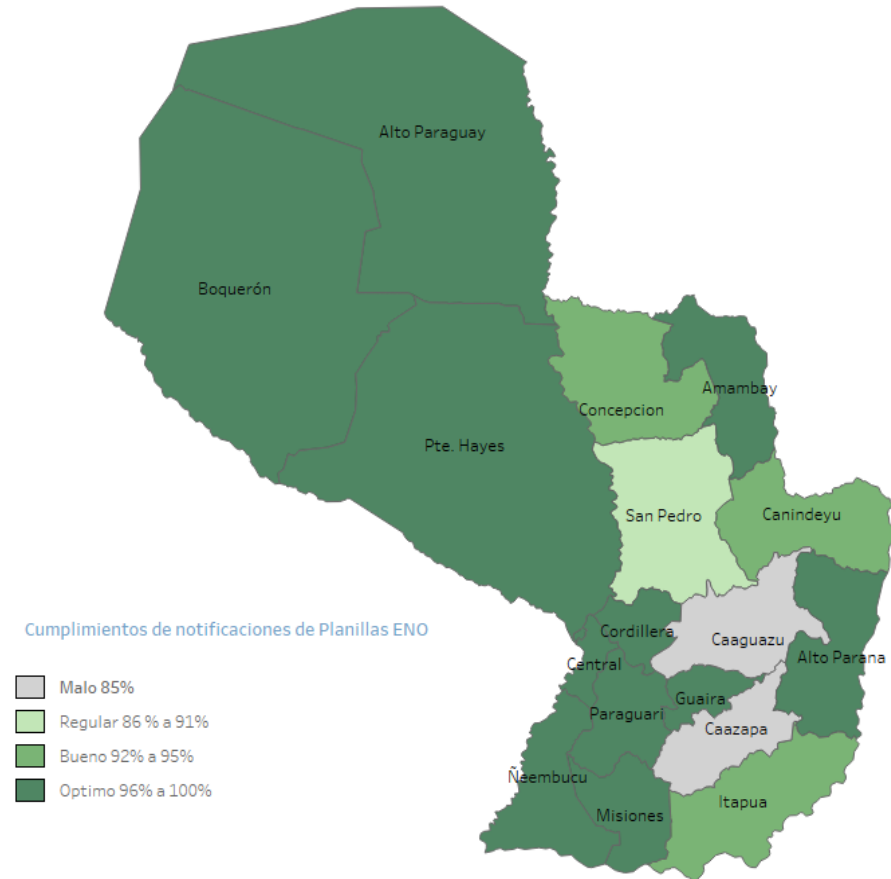 Alto Paraguay
Boquerón
Amambay
Concepcion
Pte. Hayes
San Pedro
Canindeyu
Cumplimientos de notificaciones de Planillas ENO
Cordillera
Caaguazu
Alto Parana
Central
Malo 85%
Guaira
Paraguari
Regular 86 % a 91%
Caazapa
Bueno 92% a 95%
Ñeembucu
Optimo 96% a 100%
Itapua
Misiones